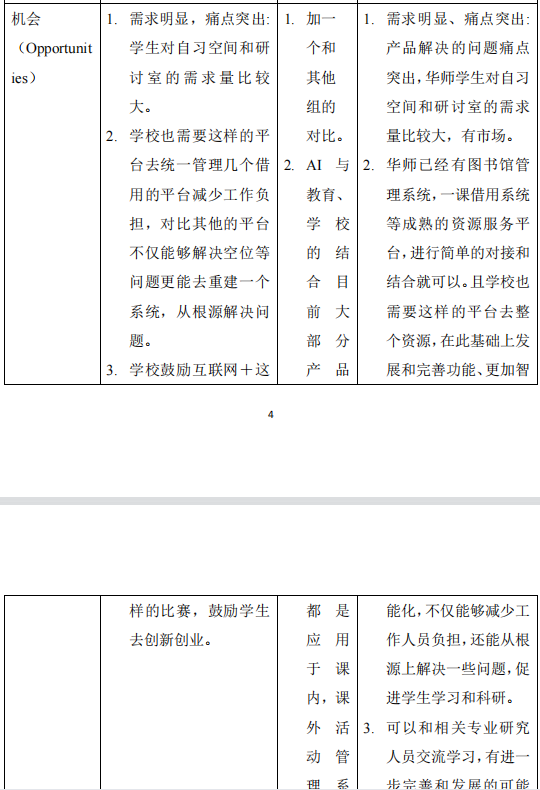 机会
（Opportunit
ies）
1. 需求明显，痛点突出:
学生对自习空间和研
讨室的需求量比较
大。
2. 学校也需要这样的平
台去统一管理几个借
用的平台减少工作负
担，对比其他的平台
不仅能够解决空位等
问题更能去重建一个
系统，从根源解决问
题。
3. 学校鼓励互联网＋这
1. 加一
个和
其他
组的
对比。
2. AI 与
教育、
学校
的结
合目
前大
部分
产品
1. 需求明显、痛点突出:
产品解决的问题痛点
突出，华师学生对自习
空间和研讨室的需求
量比较大，有市场。
2. 华师已经有图书馆管
理系统，一课借用系统
等成熟的资源服务平
台，进行简单的对接和
结合就可以。且学校也
需要这样的平台去整
个资源，在此基础上发
展和完善功能、更加智
4
样的比赛，鼓励学生
去创新创业。
都是
应用
于课
内，课
外活
动管
理系
能化，不仅能够减少工
作人员负担，还能从根
源上解决一些问题，促
进学生学习和科研。
3. 可以和相关专业研究
人员交流学习，有进一
步完善和发展的可能